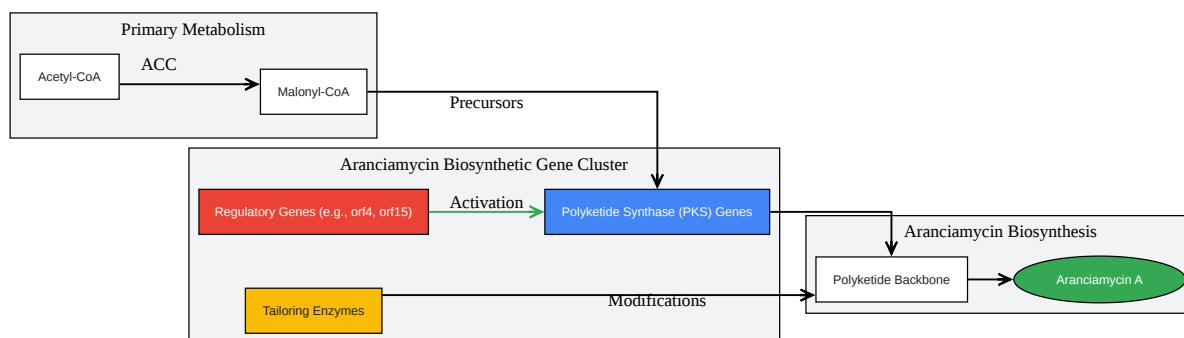 Primary Metabolism
Acetyl-CoA
ACC
Malonyl-CoA
Precursors
Aranciamycin Biosynthetic Gene Cluster
Regulatory Genes (e.g., orf4, orf15)
Activation
Polyketide Synthase (PKS) Genes
Aranciamycin Biosynthesis
Polyketide Backbone
Aranciamycin A
Tailoring Enzymes
Modifications